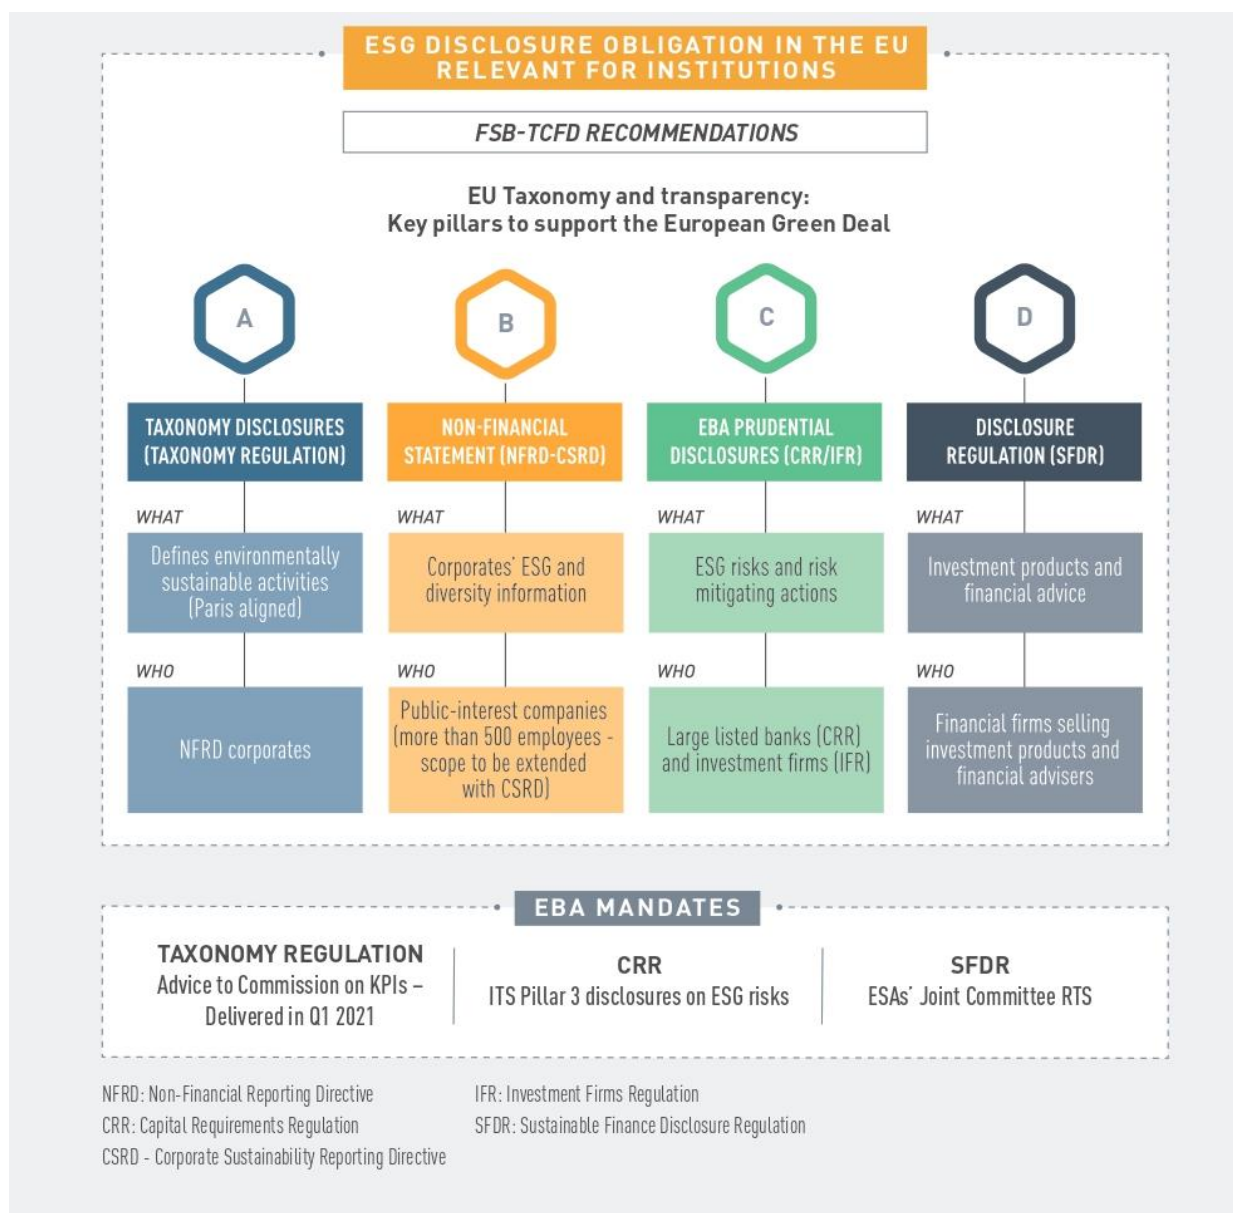 ESG DISCLOSURE OBLIGATION IN THE EU
RELEVANT FOR INSTITUTIONS
FSB-TCFD RECOMMENDATIONS
EU Taxonomy and transparency:
Key pillars to support the European Green Deal
A
TAXONOMY DISCLOSURES
(TAXONOMY REGULATION)
WHAT
Defines environmentally
sustainable activities
(Paris aligned)
WHO
NFRD corporates
B
NON-FINANCIAL
STATEMENT (NFRD-CSRD)
WHAT
Corporates' ESG and
diversity information
WHO
Public-interest companies
(more than 500 employees -
scope to be extended
with CSRD)
C
EBA PRUDENTIAL
DISCLOSURES (CRR/IFR)
WHAT
ESG risks and risk
mitigating actions
WHO
Large listed banks (CRR)
and investment firms (IFR)
D
DISCLOSURE
REGULATION (SFDR)
WHAT
Investment products and
financial advice
WHO
Financial firms selling
investment products and
financial advisers
EBA MANDATES
TAXONOMY REGULATION
Advice to Commission on KPIs –
Delivered in Q1 2021
CRR
ITS Pillar 3 disclosures on ESG risks
SFDR
ESAs' Joint Committee RTS
NFRD: Non-Financial Reporting Directive
CRR: Capital Requirements Regulation
CSRD - Corporate Sustainability Reporting Directive
IFR: Investment Firms Regulation
SFDR: Sustainable Finance Disclosure Regulation